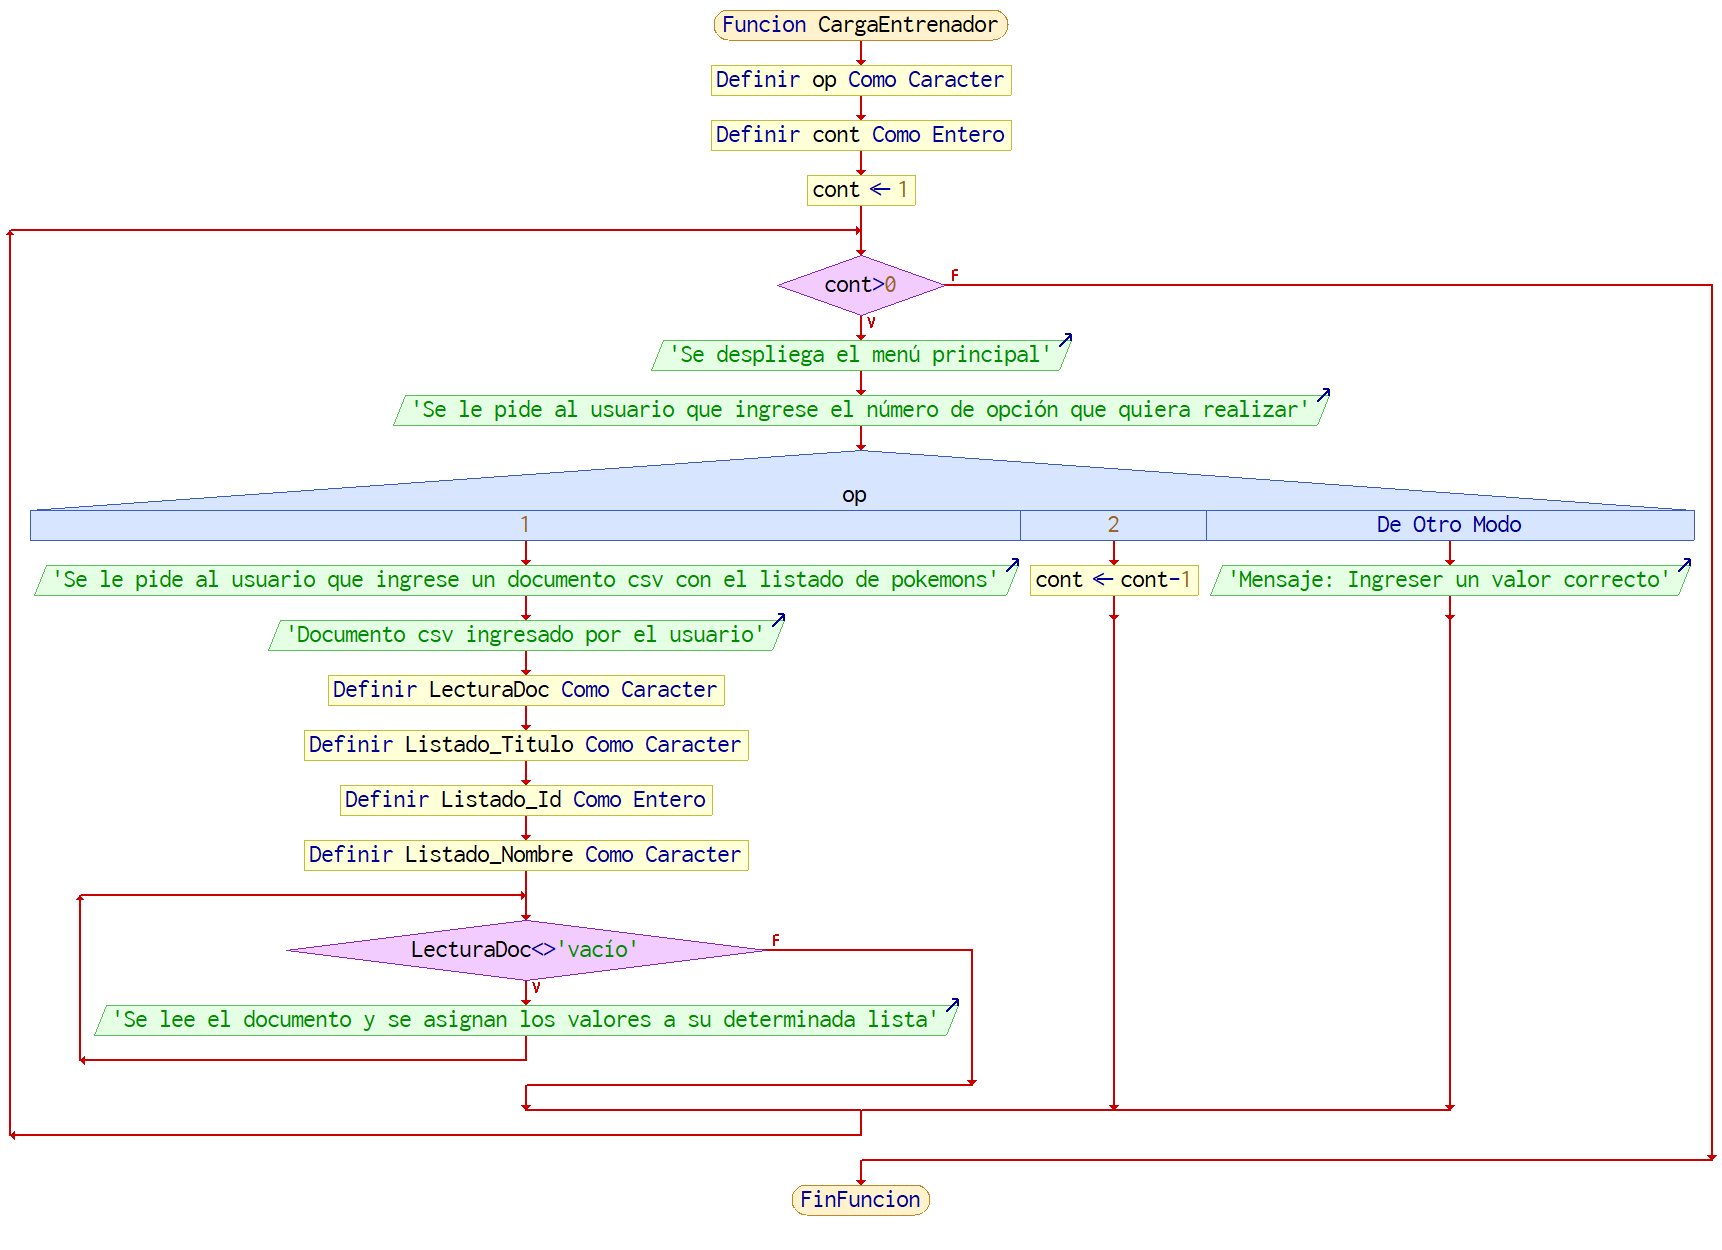 Funcion CargaEntrenador
Definir op Como Caracter
Definir cont Como Entero
cont ← 1
cont>0
F
V
'Se despliega el menú principal'
'Se le pide al usuario que ingrese el número de opción que quiera realizar'
op
1
2
De Otro Modo
'Se le pide al usuario que ingrese un documento csv con el listado de pokemons'
cont ← cont-1
'Mensaje: Ingreser un valor correcto'
'Documento csv ingresado por el usuario'
Definir LecturaDoc Como Caracter
Definir Listado_Titulo Como Caracter
Definir Listado_Id Como Entero
Definir Listado_Nombre Como Caracter
LecturaDoc<>'vacío'
F
V
'Se lee el documento y se asignan los valores a su determinada lista'
FinFuncion